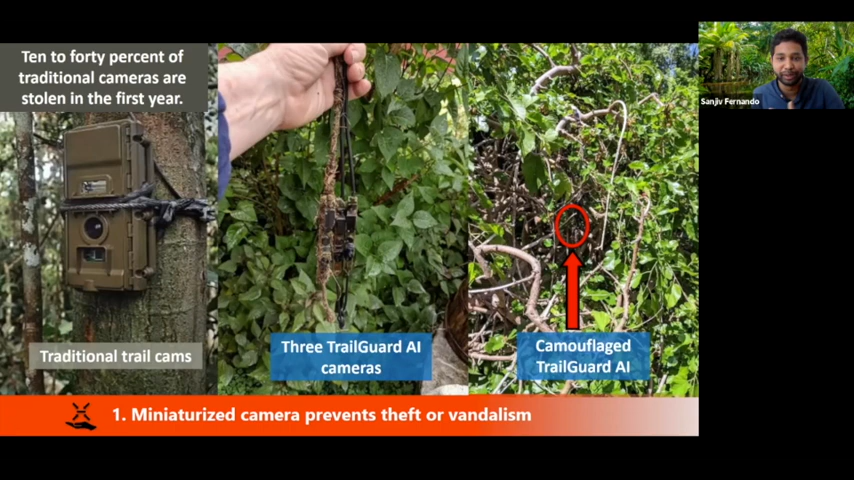 Ten to forty percent of
traditional cameras are
stolen in the first year.
Sanjiv Fernando
Traditional trail cams
Three TrailGuard AI
cameras
Camouflaged
TrailGuard AI
1. Miniaturized camera prevents theft or vandalism